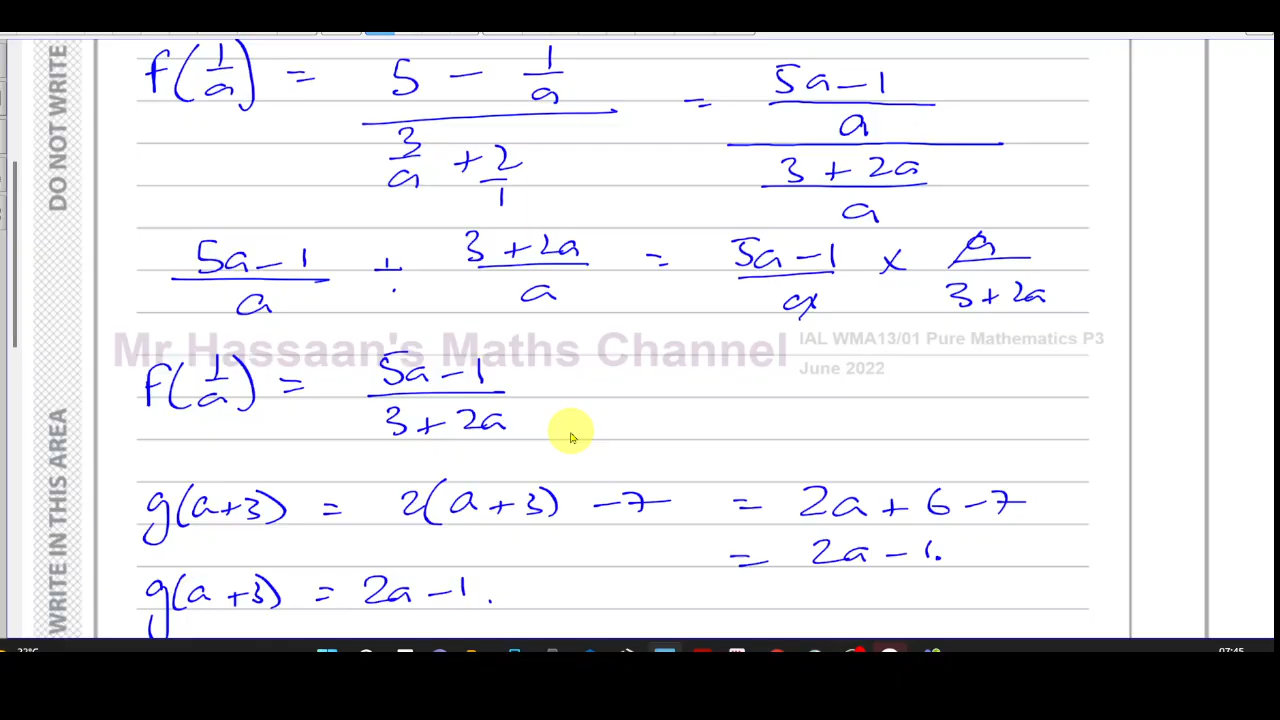 DO NOT WRITE
WRITE IN THIS AREA
f(1/a) = (5 - 1/a)/(3/a + 2/1) = ((5a-1)/a)/((3+2a)/a)
(5a-1)/a ÷ (3+2a)/a = (5a-1)/a × a/(3+2a)
Mr Hassaan's Maths Channel
IAL WMA13/01 Pure Mathematics P3
June 2022
f(1/a) = (5a-1)/(3+2a)
g(a+3) = 2(a+3) - 7 = 2a + 6 - 7
= 2a - 1.
g(a+3) = 2a - 1.
07:45